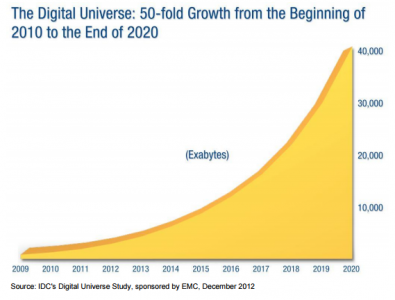 The Digital Universe: 50-fold Growth from the Beginning of
2010 to the End of 2020
40,000
30,000
(Exabytes)
20,000
10,000
2009 2010 2011 2012 2013 2014 2015 2016 2017 2018 2019 2020
Source: IDC's Digital Universe Study, sponsored by EMC, December 2012